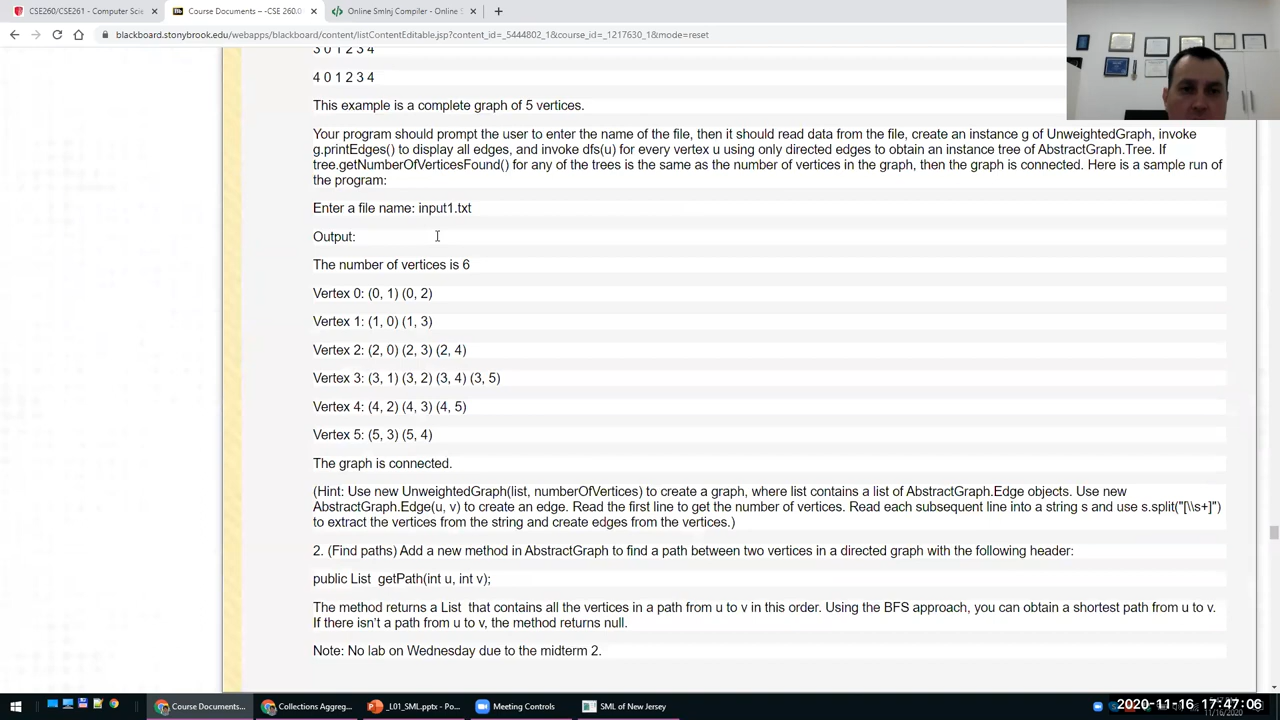 CSE260/CSE261 - Computer Scie
Course Documents – -CSE 260.0
Online Smlnj Compiler - Online S
blackboard.stonybrook.edu/webapps/blackboard/content/listContentEditable.jsp?content_id=_5444802_1&course_id=_1217630_1&mode=reset
3 0 1 2 3 4
4 0 1 2 3 4
This example is a complete graph of 5 vertices.
Your program should prompt the user to enter the name of the file, then it should read data from the file, create an instance g of UnweightedGraph, invoke
g.printEdges() to display all edges, and invoke dfs(u) for every vertex u using only directed edges to obtain an instance tree of AbstractGraph.Tree. If
tree.getNumberOfVerticesFound() for any of the trees is the same as the number of vertices in the graph, then the graph is connected. Here is a sample run of
the program:
Enter a file name: input1.txt
Output:
The number of vertices is 6
Vertex 0: (0, 1) (0, 2)
Vertex 1: (1, 0) (1, 3)
Vertex 2: (2, 0) (2, 3) (2, 4)
Vertex 3: (3, 1) (3, 2) (3, 4) (3, 5)
Vertex 4: (4, 2) (4, 3) (4, 5)
Vertex 5: (5, 3) (5, 4)
The graph is connected.
(Hint: Use new UnweightedGraph(list, numberOfVertices) to create a graph, where list contains a list of AbstractGraph.Edge objects. Use new
AbstractGraph.Edge(u, v) to create an edge. Read the first line to get the number of vertices. Read each subsequent line into a string s and use s.split("[\\s+]")
to extract the vertices from the string and create edges from the vertices.)
2. (Find paths) Add a new method in AbstractGraph to find a path between two vertices in a directed graph with the following header:
public List getPath(int u, int v);
The method returns a List that contains all the vertices in a path from u to v in this order. Using the BFS approach, you can obtain a shortest path from u to v.
If there isn't a path from u to v, the method returns null.
Note: No lab on Wednesday due to the midterm 2.
Course Documents...
Collections Aggreg...
_L01_SML.pptx - Po...
Meeting Controls
SML of New Jersey
2020-11-16 17:47:06